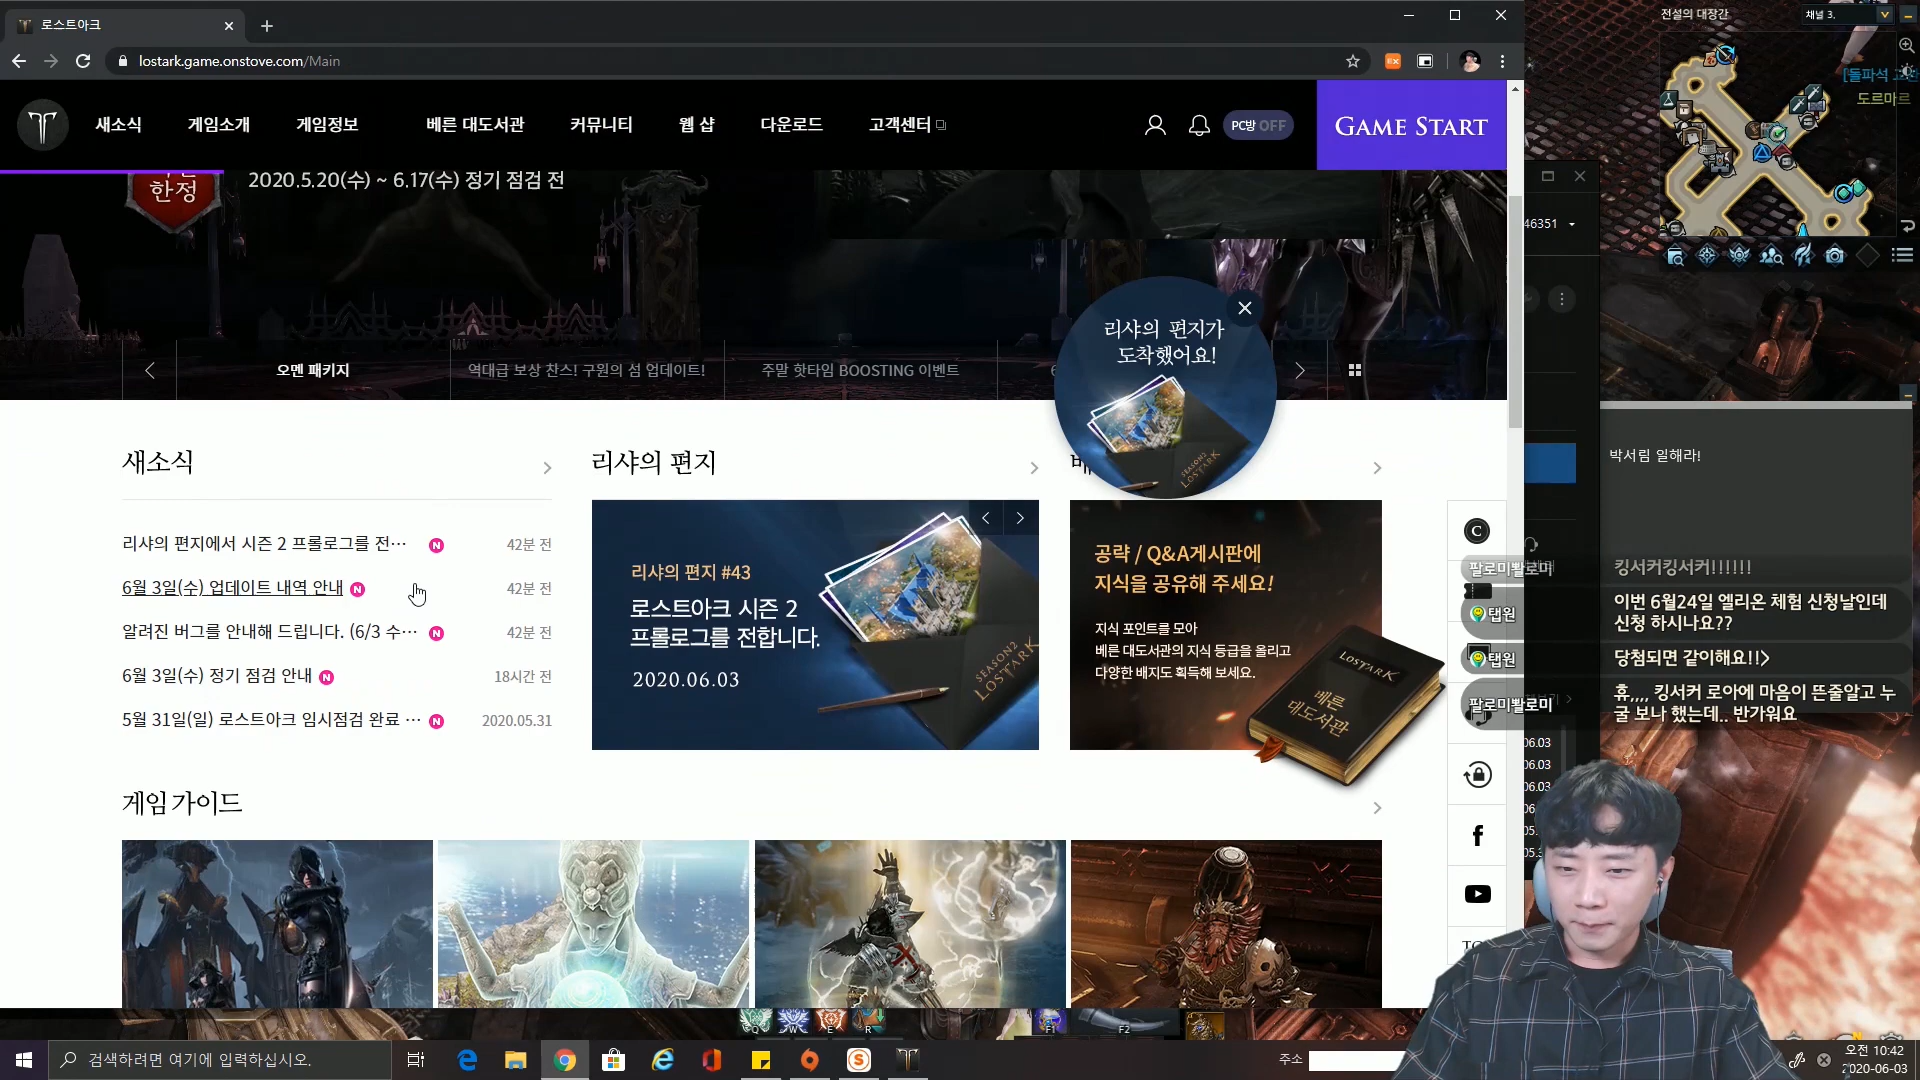 로스트아크
lostark.game.onstove.com/Main
새소식
게임소개
게임정보
베른 대도서관
커뮤니티
웹 샵
다운로드
고객센터
PC방 OFF
GAME START
한정
2020.5.20(수) ~ 6.17(수) 정기 점검 전
오멘 패키지
역대급 보상 찬스! 구원의 섬 업데이트!
주말 핫타임 BOOSTING 이벤트
리샤의 편지가
도착했어요!
SEASON2
LOSTARK
새소식
리샤의 편지에서 시즌 2 프롤로그를 전···
N
42분 전
6월 3일(수) 업데이트 내역 안내
N
42분 전
알려진 버그를 안내해 드립니다. (6/3 수···
N
42분 전
6월 3일(수) 정기 점검 안내
N
18시간 전
5월 31일(일) 로스트아크 임시점검 완료 ···
N
2020.05.31
리샤의 편지
리샤의 편지 #43
로스트아크 시즌 2
프롤로그를 전합니다.
2020.06.03
SEASON2
LOSTARK
공략 / Q&A게시판에
지식을 공유해 주세요!
지식 포인트를 모아
베른 대도서관의 지식 등급을 올리고
다양한 배지도 획득해 보세요.
LOSTARK
베른
대도서관
게임 가이드
C
전설의 대장간
채널 3.
도르마르
46351
박서림 일해라!
팔로미팔로미
킹서커킹서커!!!!!!
탭원
이번 6월24일 엘리온 체험 신청날인데
신청 하시나요??
탭원
당첨되면 같이해요!!>
팔로미팔로미
휴,,,, 킹서커 로아에 마음이 뜬줄알고 누
굴 보나 했는데.. 반가워요
06.03
06.03
06.03
Q
W
E
R
F1
F2
검색하려면 여기에 입력하십시오.
주소
오전 10:42
2020-06-03